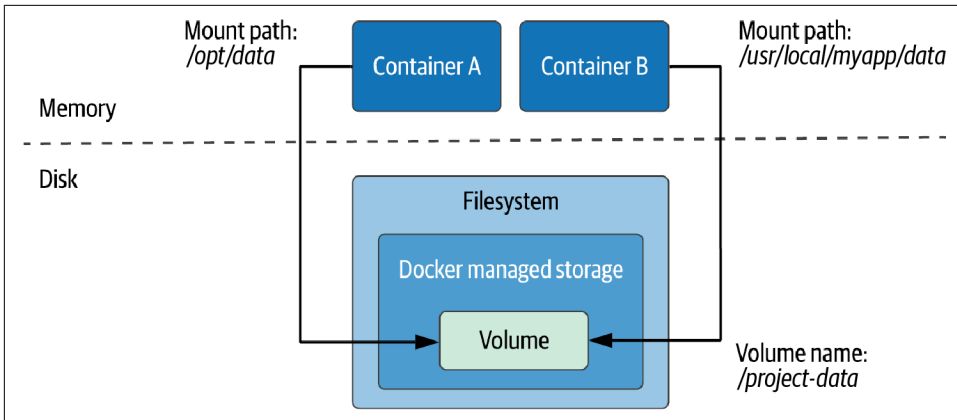 Mount path:
/opt/data
Container A
Container B
Mount path:
/usr/local/myapp/data
Memory
Disk
Filesystem
Docker managed storage
Volume
Volume name:
/project-data